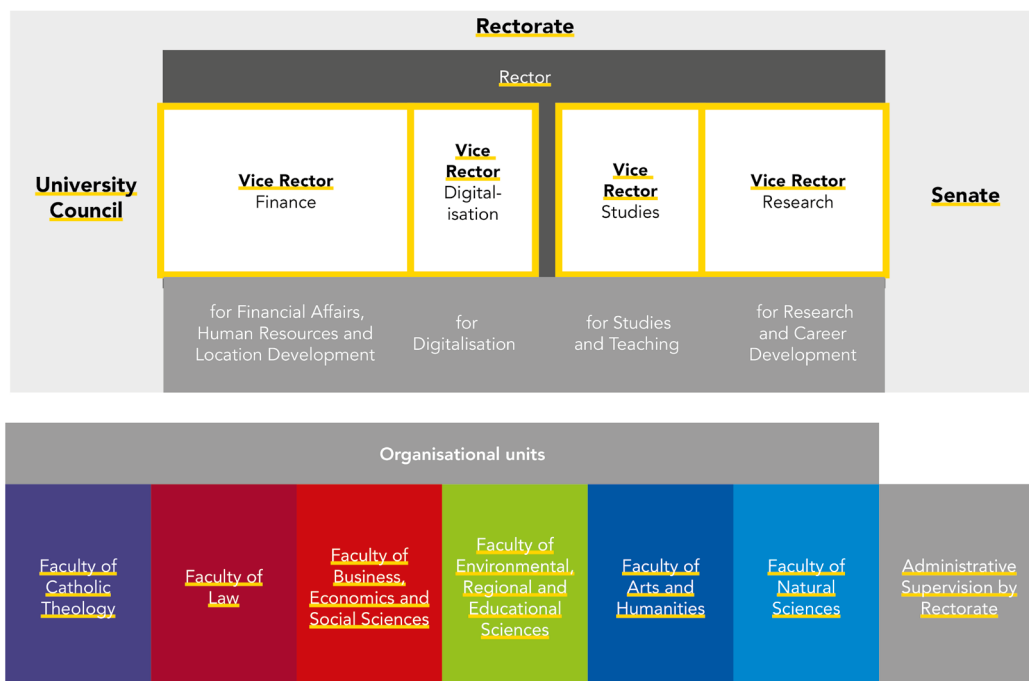 Rectorate
Rector
University
Council
Vice Rector
Finance
Vice
Rector
Digital-
isation
Vice
Rector
Studies
Vice Rector
Research
Senate
for Financial Affairs,
Human Resources and
Location Development
for
Digitalisation
for Studies
and Teaching
for Research
and Career
Development
Organisational units
Faculty of
Catholic
Theology
Faculty of
Law
Faculty of
Business,
Economics and
Social Sciences
Faculty of
Environmental,
Regional and
Educational
Sciences
Faculty of
Arts and
Humanities
Faculty of
Natural
Sciences
Administrative
Supervision by
Rectorate